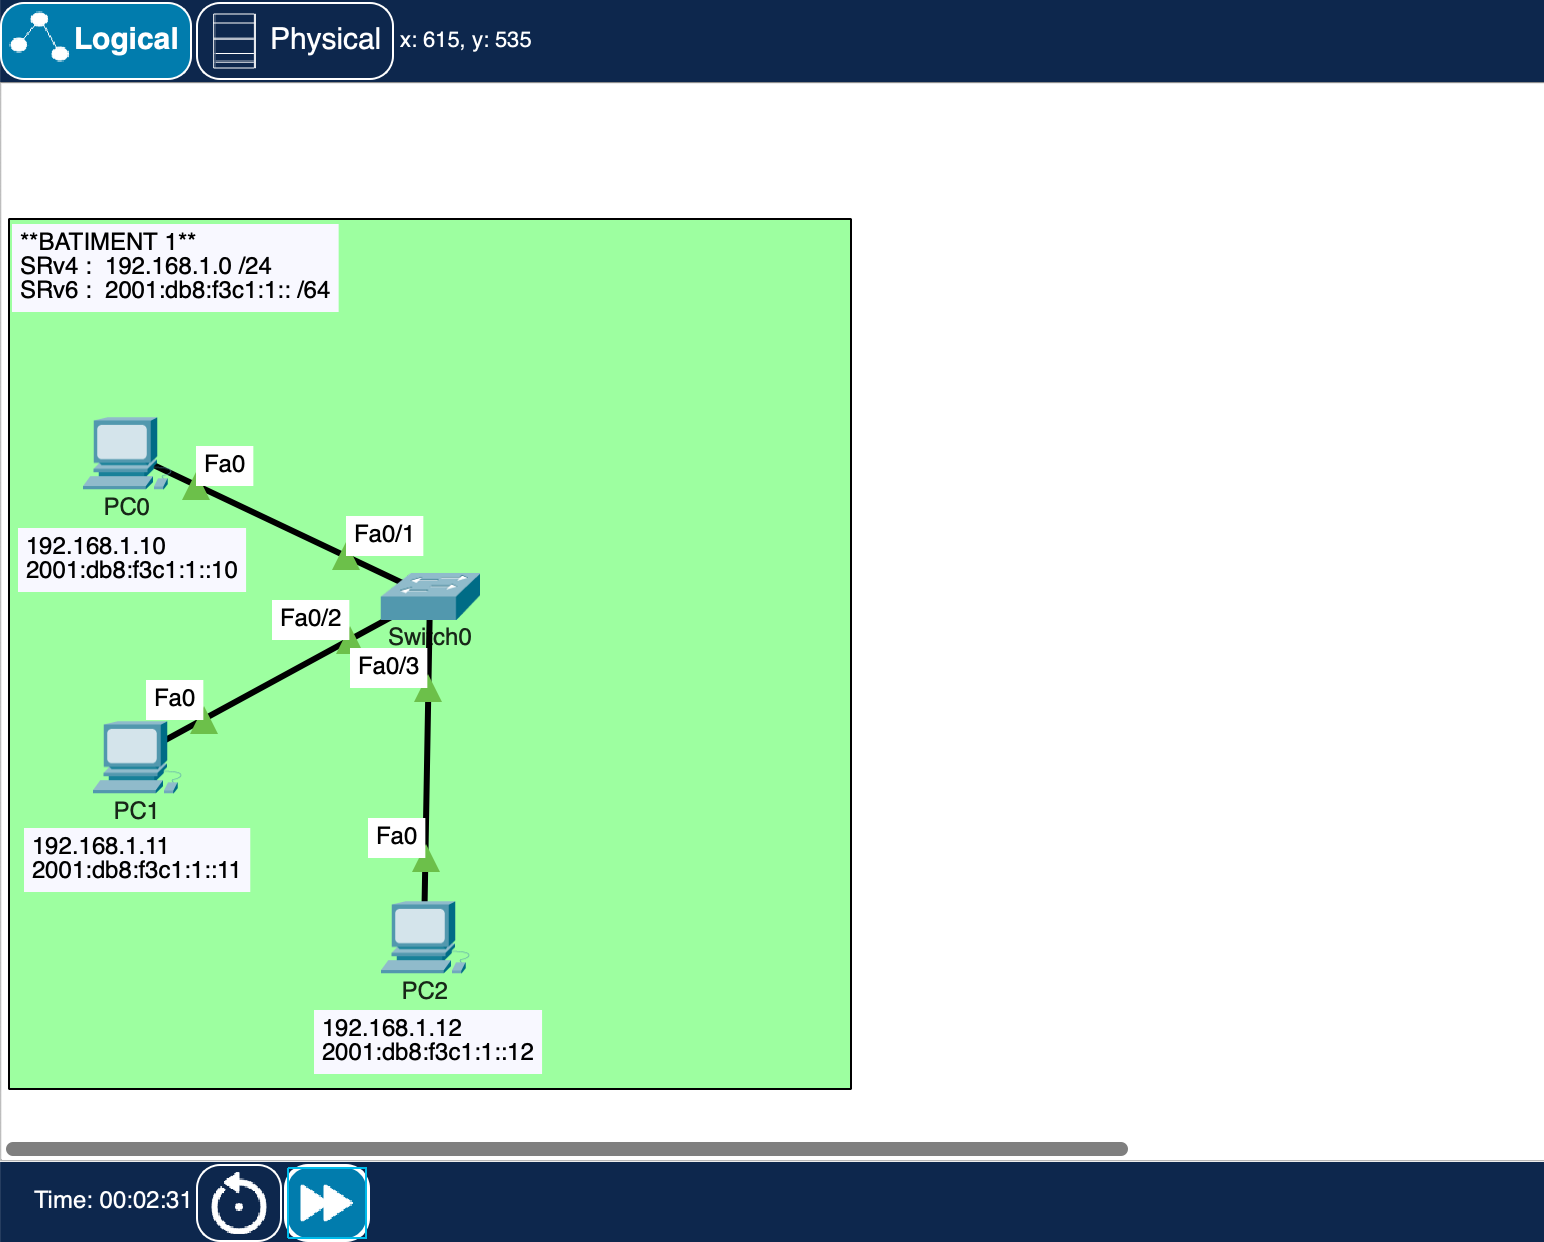 Logical
Physical
x: 615, y: 535
**BATIMENT 1**
SRv4 :  192.168.1.0 /24
SRv6 :  2001:db8:f3c1:1:: /64
Fa0
PC0
Fa0/1
192.168.1.10
2001:db8:f3c1:1::10
Fa0/2
Switch0
Fa0/3
Fa0
PC1
Fa0
192.168.1.11
2001:db8:f3c1:1::11
PC2
192.168.1.12
2001:db8:f3c1:1::12
Time: 00:02:31